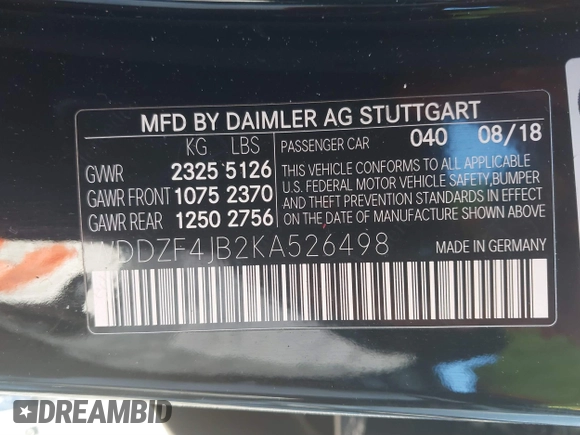 MFD BY DAIMLER AG STUTTGART
KG LBS
PASSENGER CAR 040 08/18
GVWR 2325 5126
GAWR FRONT 1075 2370
GAWR REAR 1250 2756
THIS VEHICLE CONFORMS TO ALL APPLICABLE
U.S. FEDERAL MOTOR VEHICLE SAFETY,BUMPER
AND THEFT PREVENTION STANDARDS IN EFFECT
ON THE DATE OF MANUFACTURE SHOWN ABOVE.
WDDZF4JB2KA526498
MADE IN GERMANY
DREAMBID